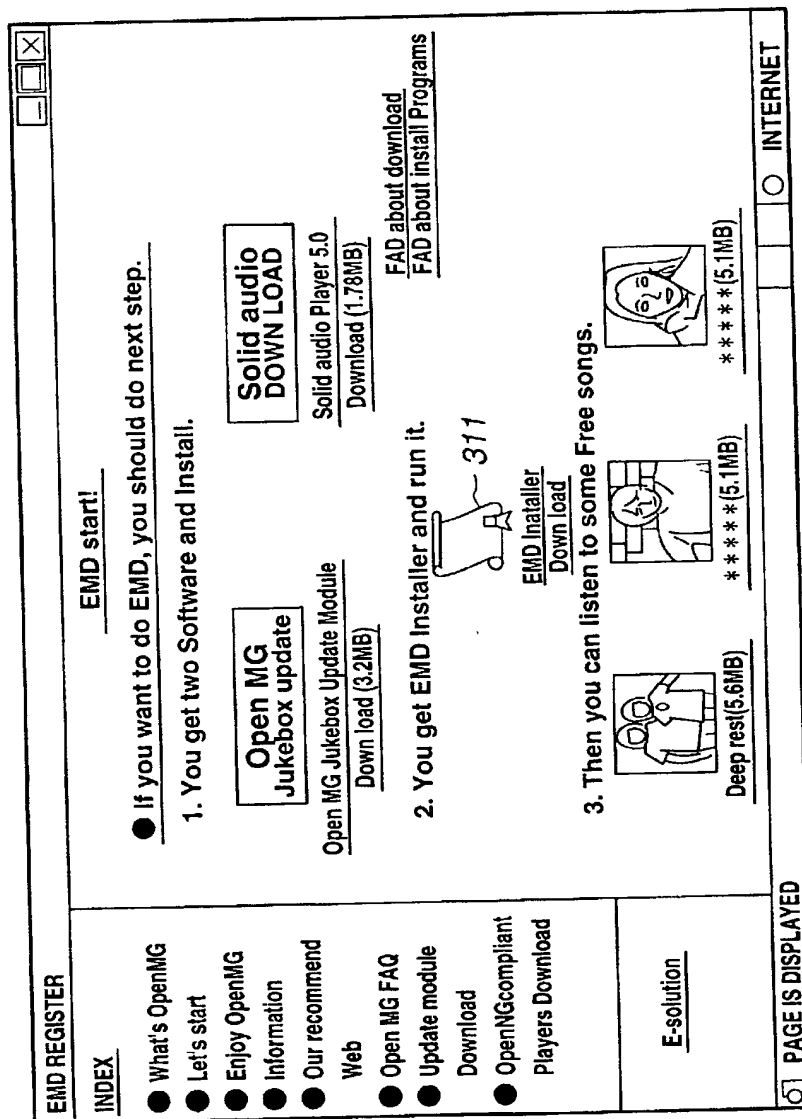 EMD REGISTER
INDEX
● What's OpenMG
● Let's start
● Enjoy OpenMG
● Information
● Our recommend
Web
● Open MG FAQ
● Update module
Download
● OpenNGcompliant
Players Download
E-solution
EMD start!
● If you want to do EMD, you should do next step.
1. You get two Software and Install.
Open MG
Jukebox update
Open MG Jukebox Update Module
Down load (3.2MB)
Solid audio
DOWN LOAD
Solid audio Player 5.0
Download (1.78MB)
FAD about download
FAD about install Programs
2. You get EMD Installer and run it.
311
EMD Inataller
Down load
3. Then you can listen to some Free songs.
Deep rest(5.6MB)
*****(5.1MB)
*****(5.1MB)
PAGE IS DISPLAYED
INTERNET